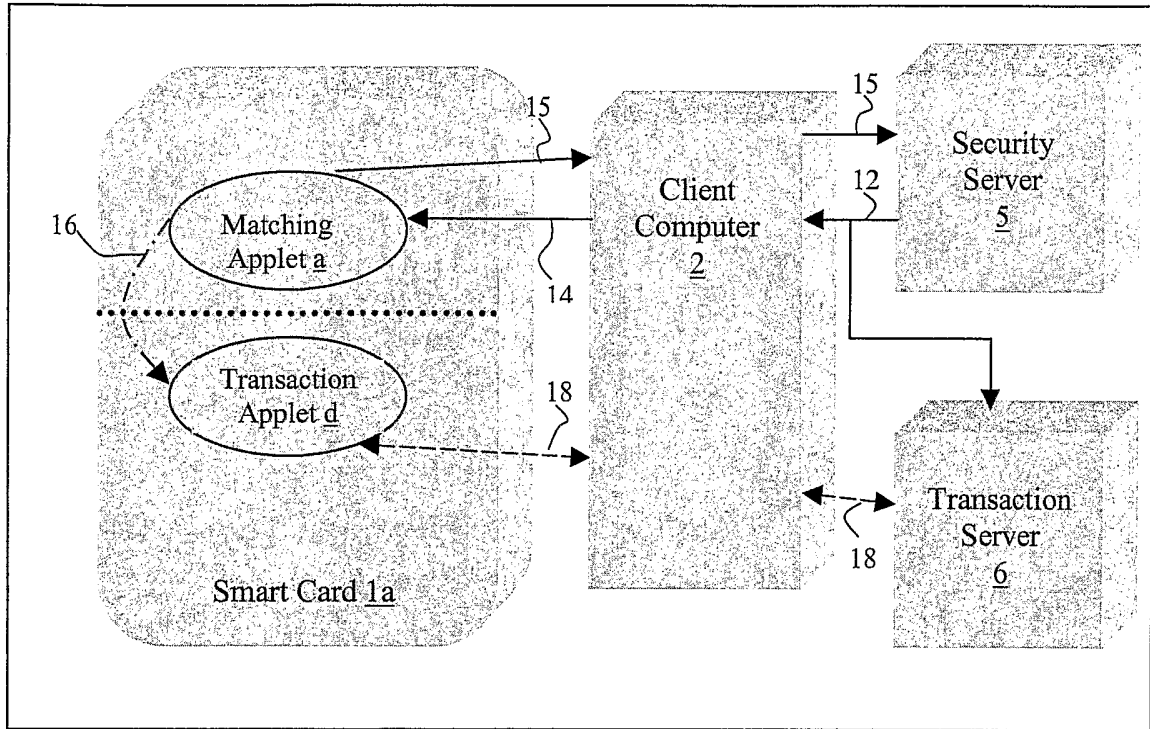 15
Matching
Applet a
16
14
Transaction
Applet d
18
Smart Card 1a
Client
Computer
2
15
Security
Server
5
12
18
Transaction
Server
6